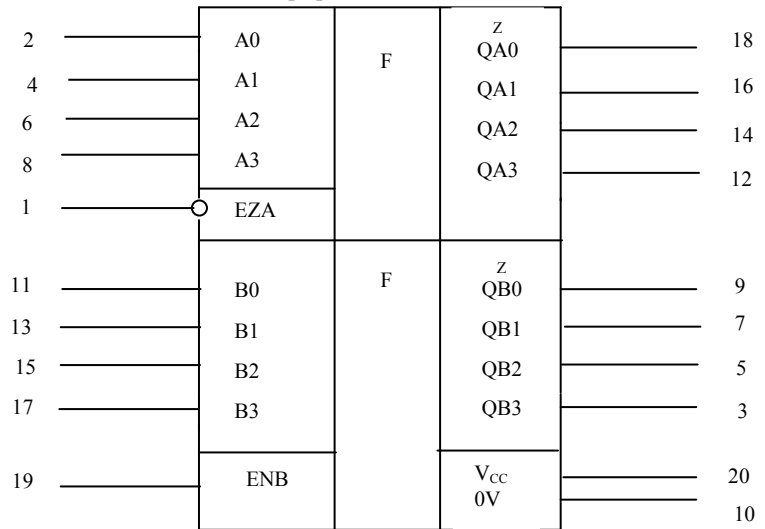 Z
2 A0 QA0 18
F
4 A1 QA1 16
6 A2 QA2 14
8 A3 QA3 12
1 EZA
Z
11 B0 F QB0 9
13 B1 QB1 7
15 B2 QB2 5
17 B3 QB3 3
19 ENB VCC 20
0V 10